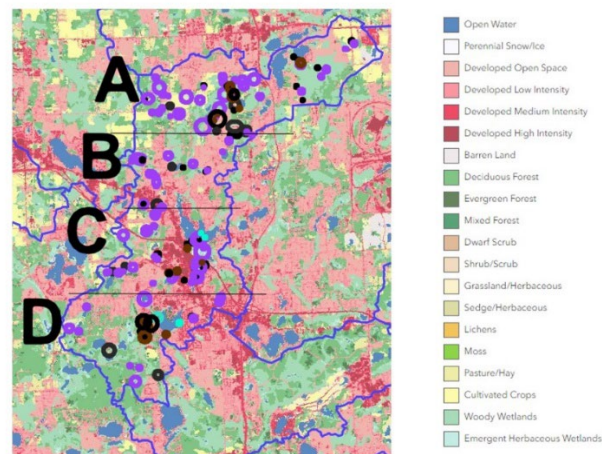 A
B
C
D
Open Water
Perennial Snow/Ice
Developed Open Space
Developed Low Intensity
Developed Medium Intensity
Developed High Intensity
Barren Land
Deciduous Forest
Evergreen Forest
Mixed Forest
Dwarf Scrub
Shrub/Scrub
Grassland/Herbaceous
Sedge/Herbaceous
Lichens
Moss
Pasture/Hay
Cultivated Crops
Woody Wetlands
Emergent Herbaceous Wetlands